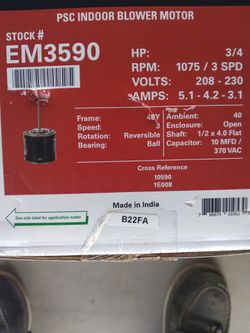 PSC INDOOR BLOWER MOTOR
STOCK #
EM3590
HP: 3/4
RPM: 1075 / 3 SPD
VOLTS: 208 - 230
AMPS: 5.1 - 4.2 - 3.1
Frame: 48Y
Speed: 3
Rotation: Reversible
Bearing: Ball
Ambient: 40
Enclosure: Open
Shaft: 1/2 x 4.0 Flat
Capacitor: 10 MFD / 370 VAC
Cross Reference
10590
1E008
Made in India
See side label for application notes
B22FA